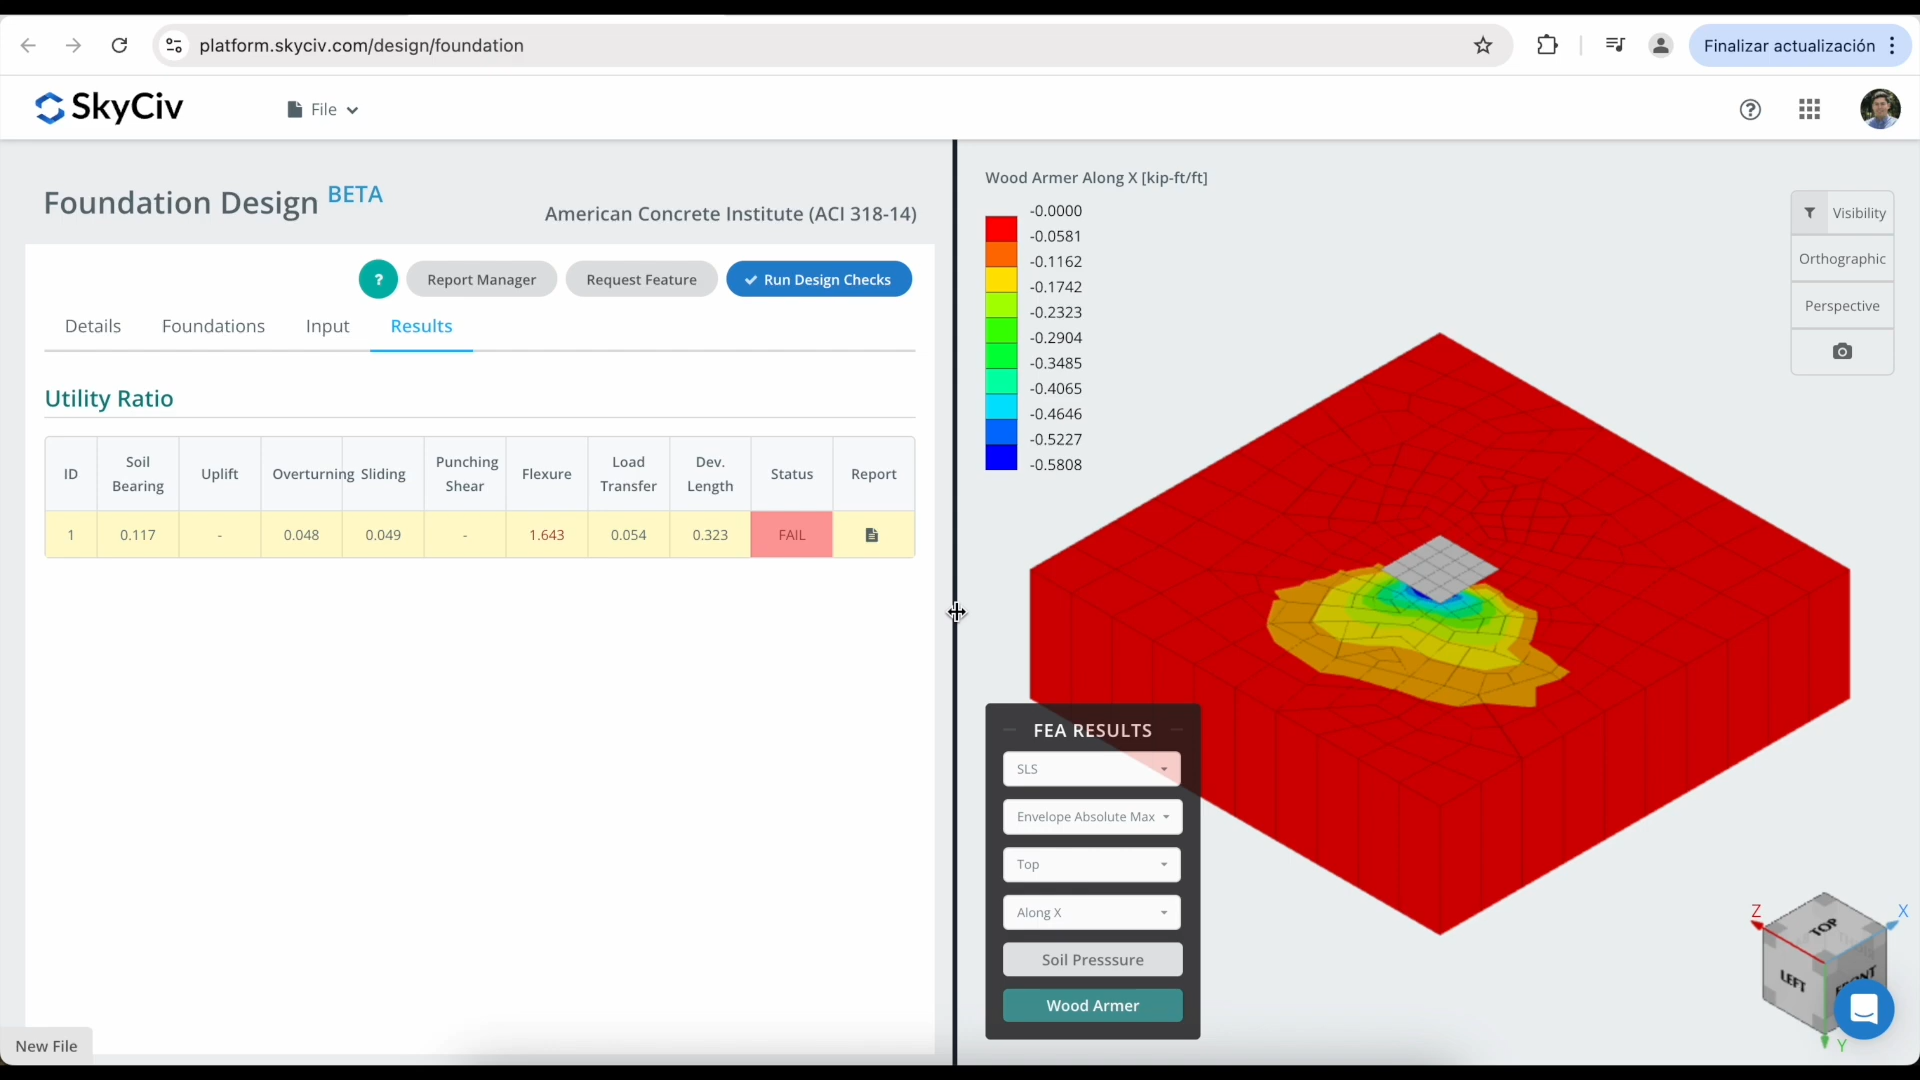 platform.skyciv.com/design/foundation
Finalizar actualización
SkyCiv
File
Foundation Design BETA
American Concrete Institute (ACI 318-14)
? Report Manager Request Feature Run Design Checks
Details Foundations Input Results
Utility Ratio
ID Soil Bearing Uplift Overturning Sliding Punching Shear Flexure Load Transfer Dev. Length Status Report
1 0.117 - 0.048 0.049 - 1.643 0.054 0.323 FAIL
New File
Wood Armer Along X [kip-ft/ft]
-0.0000
-0.0581
-0.1162
-0.1742
-0.2323
-0.2904
-0.3485
-0.4065
-0.4646
-0.5227
-0.5808
Visibility
Orthographic
Perspective
FEA RESULTS
SLS
Envelope Absolute Max
Top
Along X
Soil Presssure
Wood Armer
Z
X
TOP
LEFT
FRONT
Y